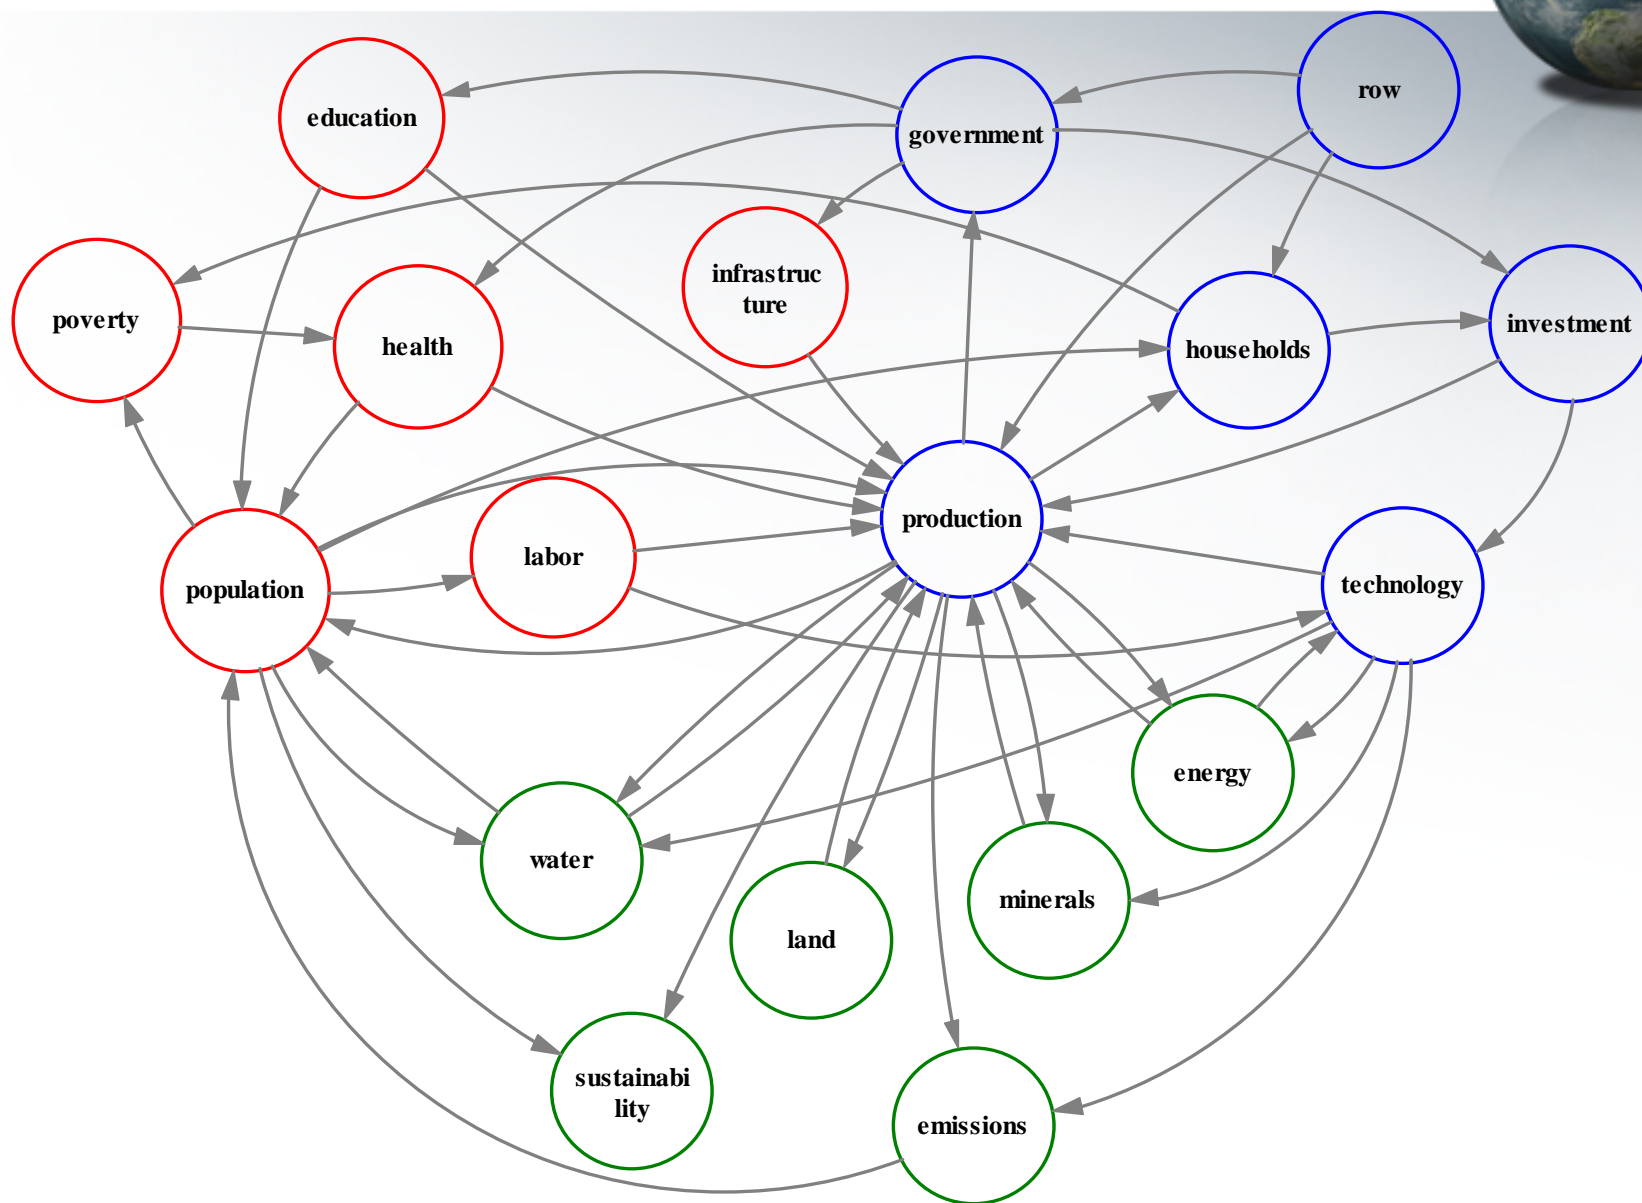 row
education
government
infrastruc
ture
poverty
health
households
investment
production
labor
technology
population
energy
water
minerals
land
sustainabi
lity
emissions